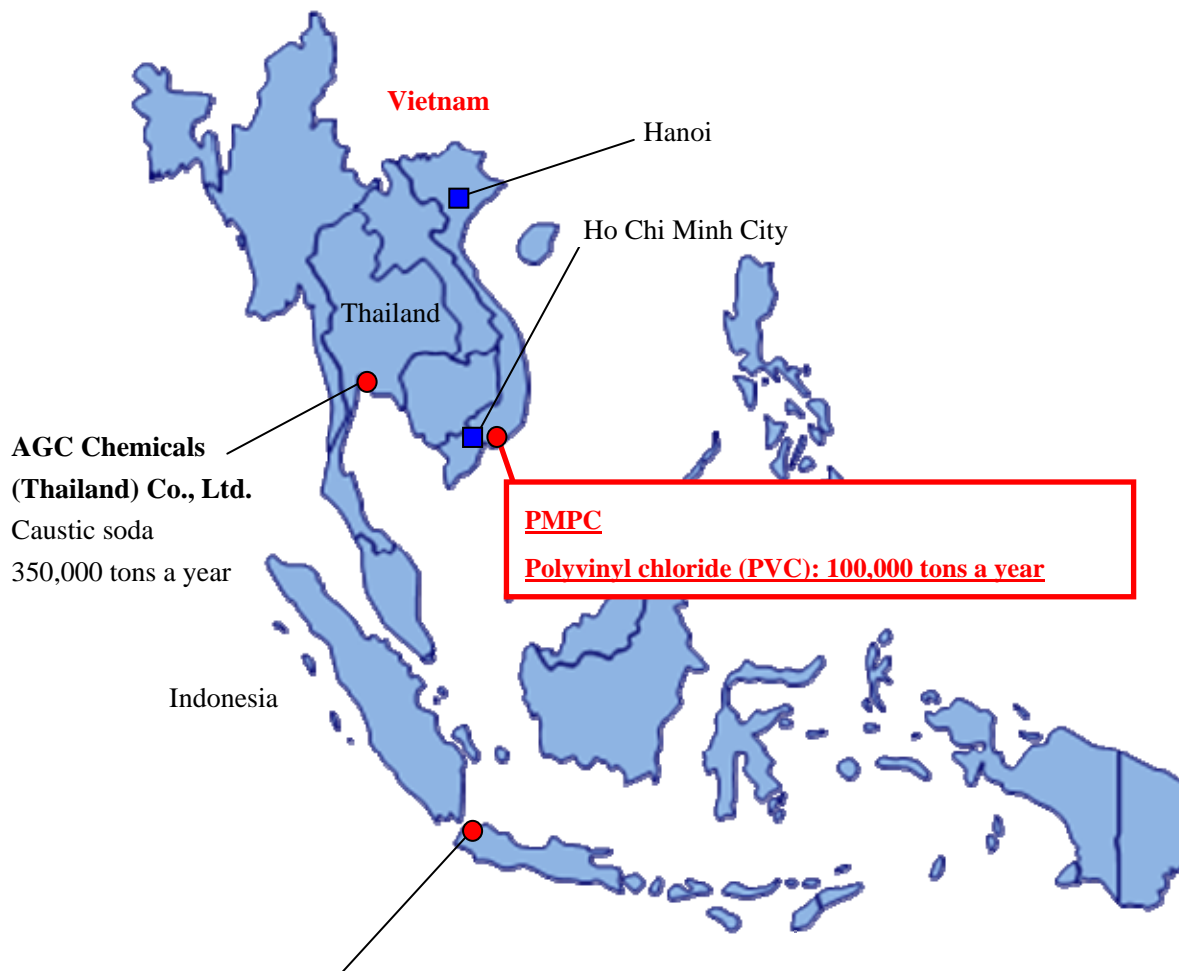 Vietnam
Hanoi
Ho Chi Minh City
Thailand
AGC Chemicals
(Thailand) Co., Ltd.
Caustic soda
350,000 tons a year
PMPC
Polyvinyl chloride (PVC): 100,000 tons a year
Indonesia